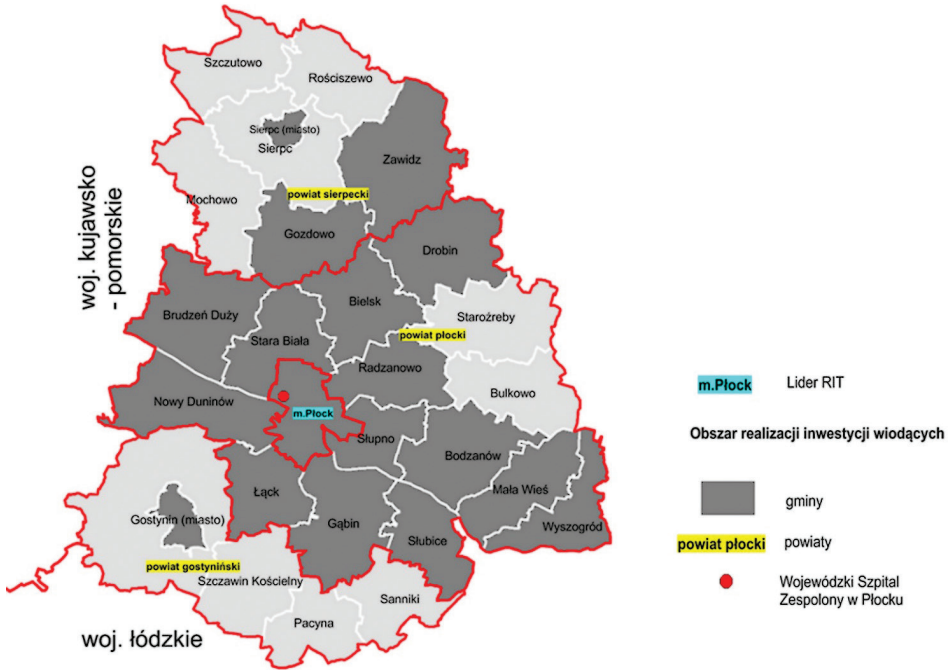 Szczutowo
Rościszewo
Sierpc (miasto)
Sierpc
Zawidz
powiat sierpecki
Mochowo
woj. kujawsko
- pomorskie
Gozdowo
Drobin
Bielsk
Brudzeń Duży
Staroźreby
powiat płocki
Stara Biała
Radzanowo
Bulkowo
Nowy Duninów
m.Płock
Słupno
Bodzanów
Łąck
Mała Wieś
Gostynin (miasto)
Gąbin
Wyszogród
Słubice
powiat gostyniński
Szczawin Kościelny
Sanniki
Pacyna
woj. łódzkie
m.Płock Lider RIT
Obszar realizacji inwestycji wiodących
gminy
powiat płocki powiaty
Wojewódzki Szpital
Zespolony w Płocku